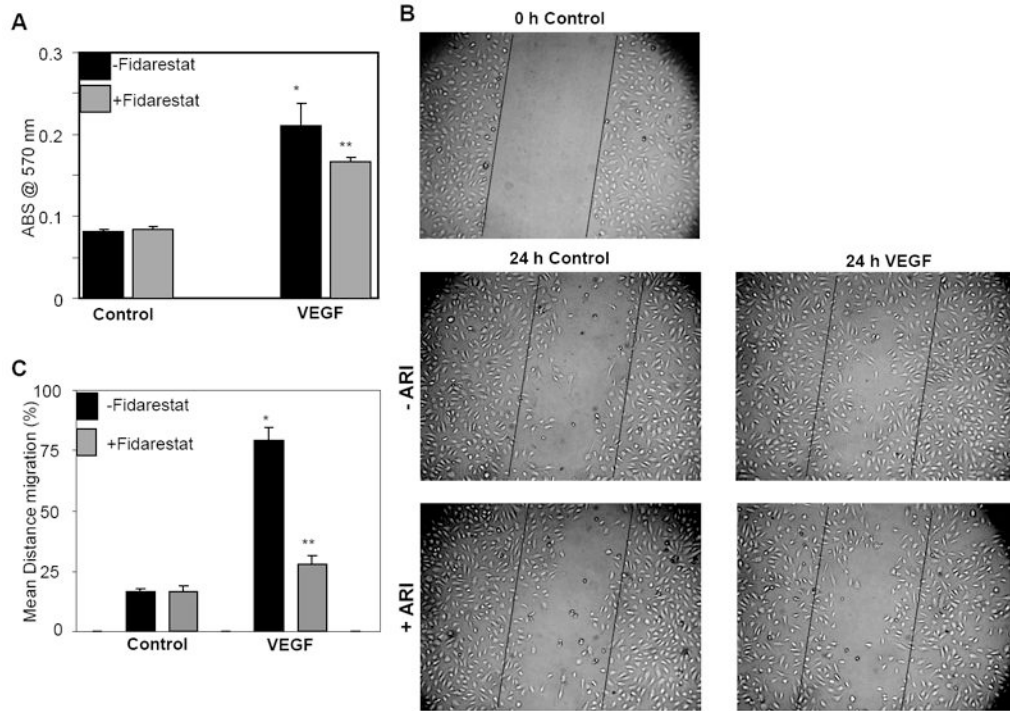 A
ABS @ 570 nm
0.3
0.2
0.1
0
-Fidarestat
+Fidarestat
*
**
Control
VEGF
B
0 h Control
24 h Control
24 h VEGF
- ARI
+ ARI
C
Mean Distance migration (%)
100
75
50
25
0
-Fidarestat
+Fidarestat
*
**
Control
VEGF